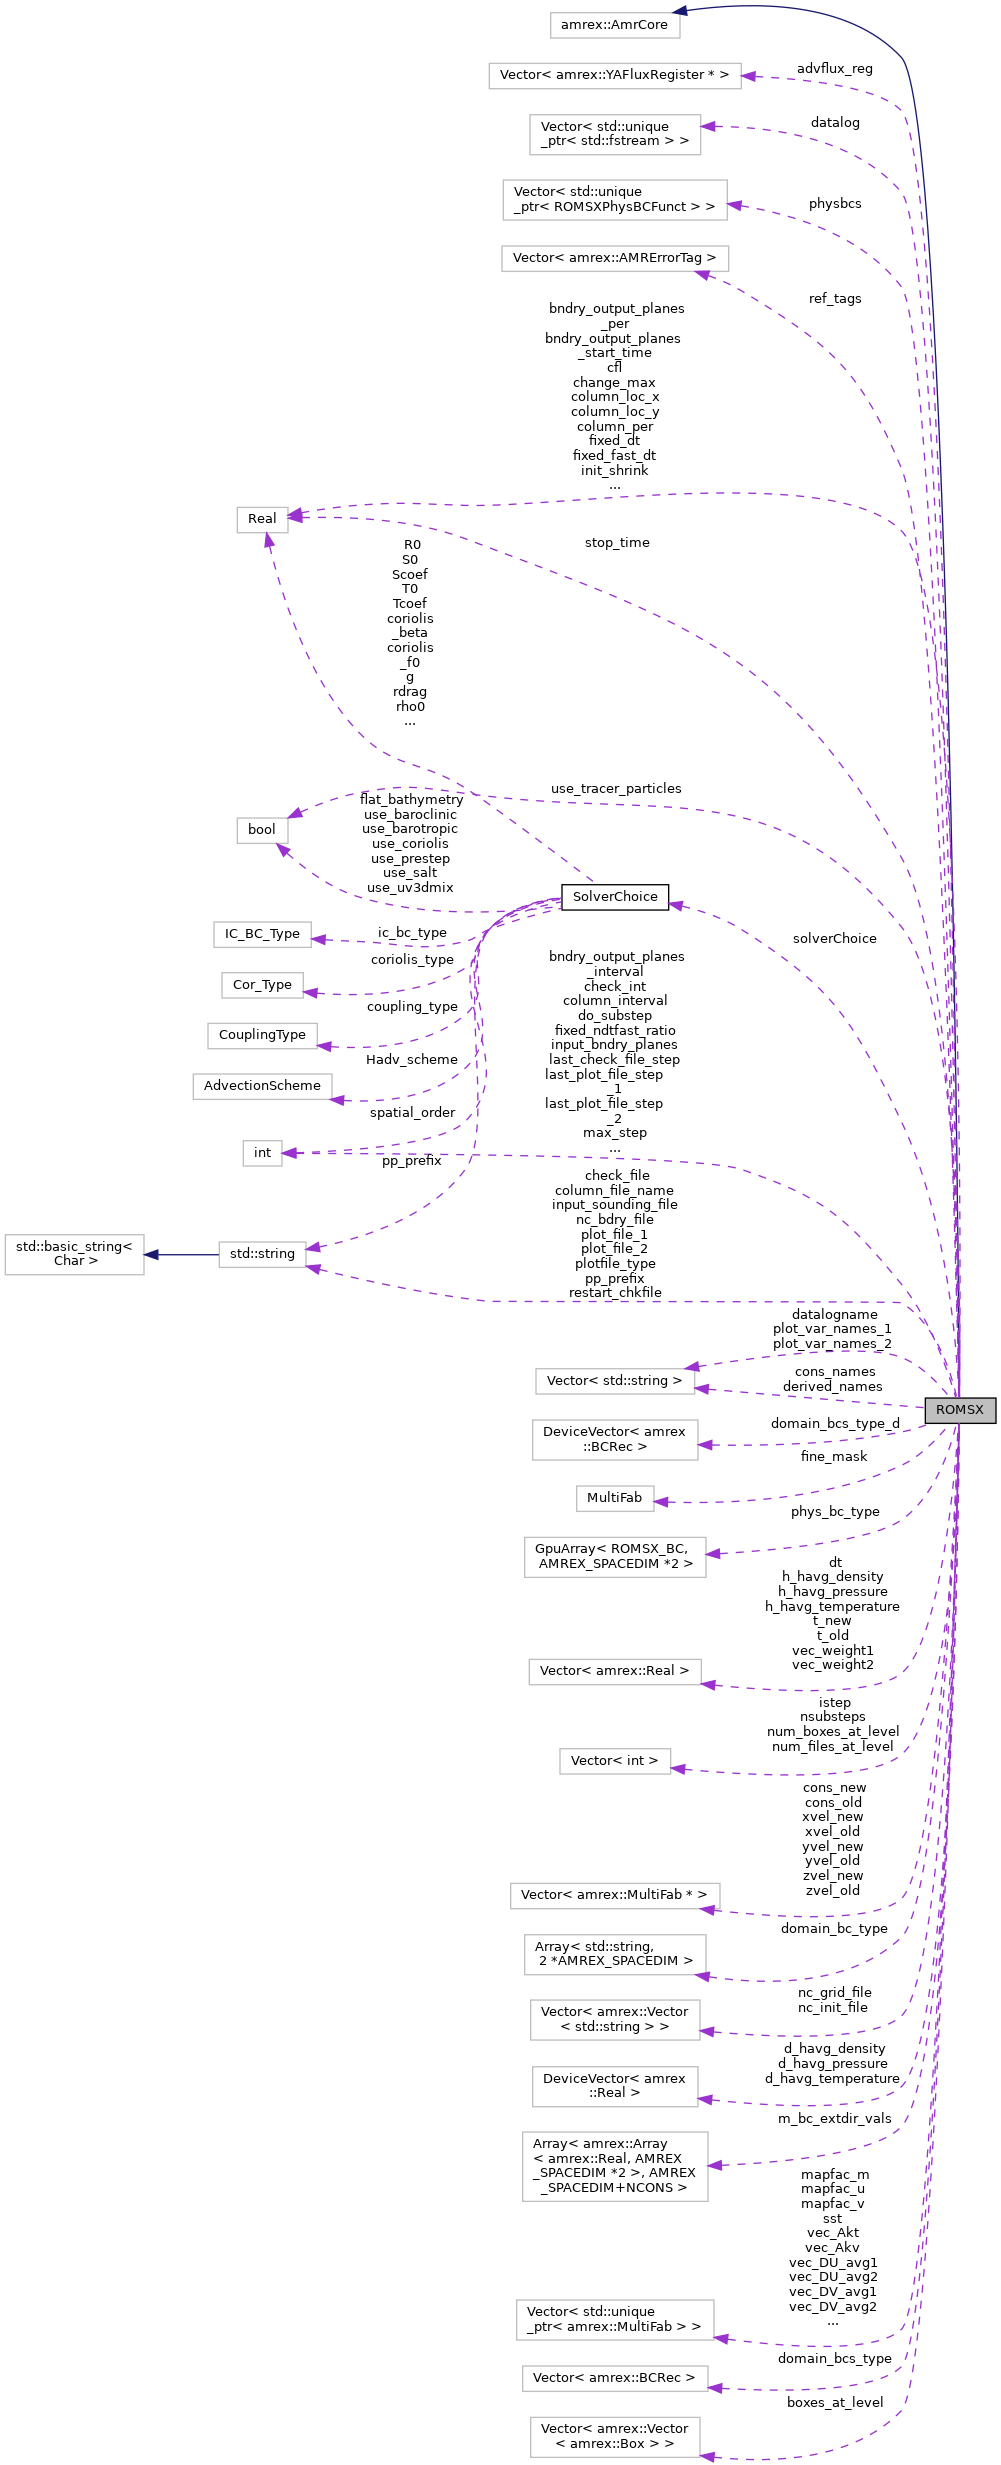 amrex::AmrCore
Vector< amrex::YAFluxRegister * >
advflux_reg
Vector< std::unique
_ptr< std::fstream > >
datalog
Vector< std::unique
_ptr< ROMSXPhysBCFunct > >
physbcs
Vector< amrex::AMRErrorTag >
ref_tags
bndry_output_planes
_per
bndry_output_planes
_start_time
cfl
change_max
column_loc_x
column_loc_y
column_per
fixed_dt
fixed_fast_dt
init_shrink
...
Real
stop_time
R0
S0
Scoef
T0
Tcoef
coriolis
_beta
coriolis
_f0
g
rdrag
rho0
...
use_tracer_particles
bool
flat_bathymetry
use_baroclinic
use_barotropic
use_coriolis
use_prestep
use_salt
use_uv3dmix
SolverChoice
solverChoice
IC_BC_Type
ic_bc_type
Cor_Type
coriolis_type
CouplingType
coupling_type
AdvectionScheme
Hadv_scheme
int
spatial_order
pp_prefix
bndry_output_planes
_interval
check_int
column_interval
do_substep
fixed_ndtfast_ratio
input_bndry_planes
last_check_file_step
last_plot_file_step
_1
last_plot_file_step
_2
max_step
...
check_file
column_file_name
input_sounding_file
nc_bdry_file
plot_file_1
plot_file_2
plotfile_type
pp_prefix
restart_chkfile
std::basic_string<
Char >
std::string
datalogname
plot_var_names_1
plot_var_names_2
Vector< std::string >
cons_names
derived_names
ROMSX
DeviceVector< amrex
::BCRec >
domain_bcs_type_d
MultiFab
fine_mask
GpuArray< ROMSX_BC,
AMREX_SPACEDIM *2 >
phys_bc_type
dt
h_havg_density
h_havg_pressure
h_havg_temperature
t_new
t_old
vec_weight1
vec_weight2
Vector< amrex::Real >
istep
nsubsteps
num_boxes_at_level
num_files_at_level
Vector< int >
cons_new
cons_old
xvel_new
xvel_old
yvel_new
yvel_old
zvel_new
zvel_old
Vector< amrex::MultiFab * >
Array< std::string,
2 *AMREX_SPACEDIM >
domain_bc_type
Vector< amrex::Vector
< std::string > >
nc_grid_file
nc_init_file
DeviceVector< amrex
::Real >
d_havg_density
d_havg_pressure
d_havg_temperature
Array< amrex::Array
< amrex::Real, AMREX
_SPACEDIM *2 >, AMREX
_SPACEDIM+NCONS >
m_bc_extdir_vals
mapfac_m
mapfac_u
mapfac_v
sst
vec_Akt
vec_Akv
vec_DU_avg1
vec_DU_avg2
vec_DV_avg1
vec_DV_avg2
...
Vector< std::unique
_ptr< amrex::MultiFab > >
Vector< amrex::BCRec >
domain_bcs_type
Vector< amrex::Vector
< amrex::Box > >
boxes_at_level